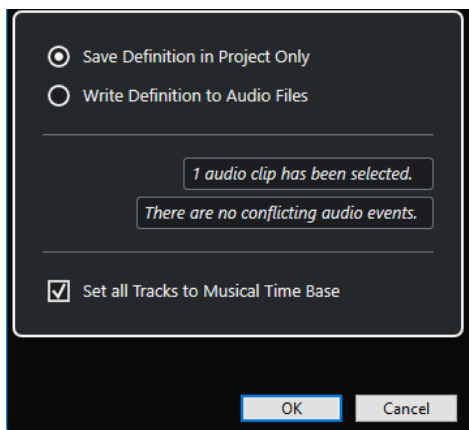 Save Definition in Project Only
Write Definition to Audio Files
1 audio clip has been selected.
There are no conflicting audio events.
Set all Tracks to Musical Time Base
OK Cancel